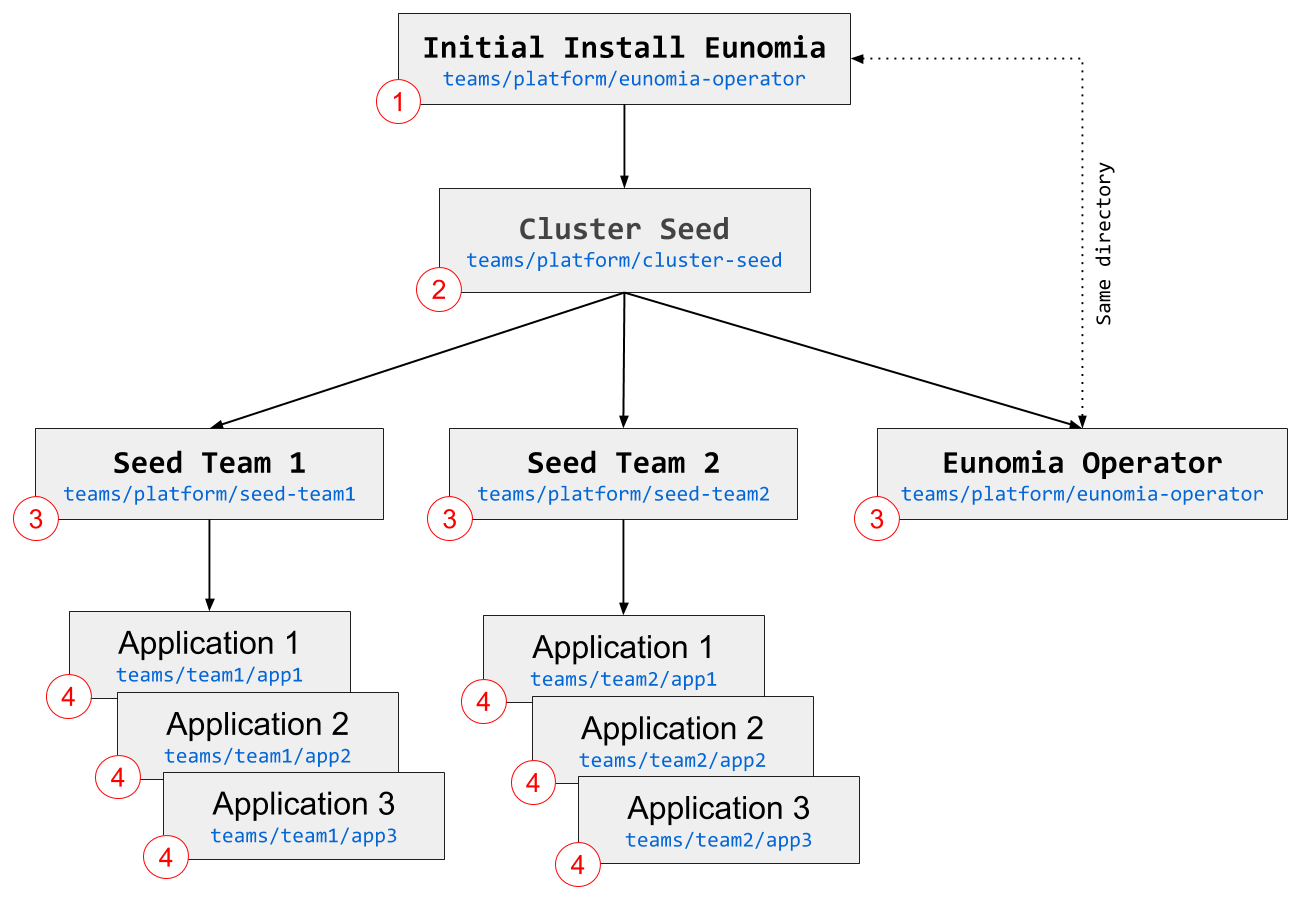 Initial Install Eunomia
teams/platform/eunomia-operator
1
Same directory
Cluster Seed
teams/platform/cluster-seed
2
Seed Team 1
teams/platform/seed-team1
3
Seed Team 2
teams/platform/seed-team2
3
Eunomia Operator
teams/platform/eunomia-operator
3
Application 1
teams/team1/app1
4
Application 2
teams/team1/app2
4
Application 3
teams/team1/app3
4
Application 1
teams/team2/app1
4
Application 2
teams/team2/app2
4
Application 3
teams/team2/app3
4